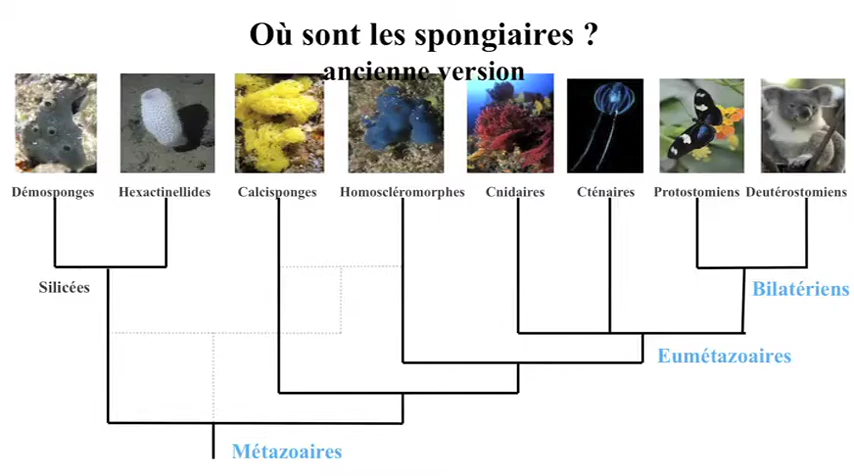 Où sont les spongiaires ?
ancienne version
Démosponges Hexactinellides Calcisponges Homoscléromorphes Cnidaires Cténaires Protostomiens Deutérostomiens
Silicées
Bilatériens
Eumétazoaires
Métazoaires